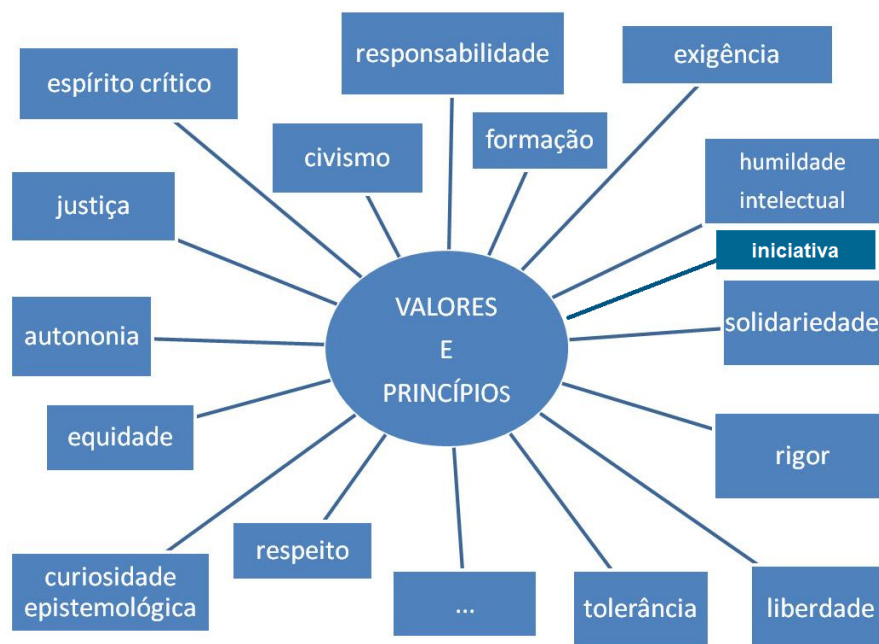 responsabilidade
exigência
espírito crítico
formação
civismo
humildade
intelectual
justiça
iniciativa
VALORES
E
PRINCÍPIOS
solidariedade
autononia
equidade
rigor
respeito
curiosidade
epistemológica
...
tolerância
liberdade